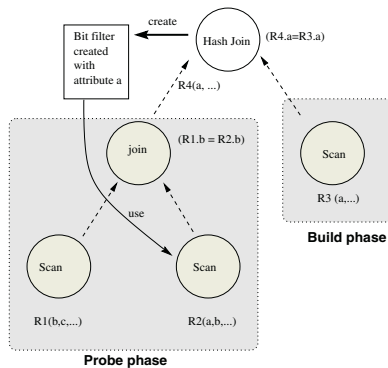 create
Bit filter
created
with
attribute a
Hash Join
(R4.a=R3.a)
R4(a, ...)
join
(R1.b = R2.b)
Scan
R3 (a,...)
Build phase
use
Scan
Scan
R1(b,c,...)
R2(a,b,...)
Probe phase